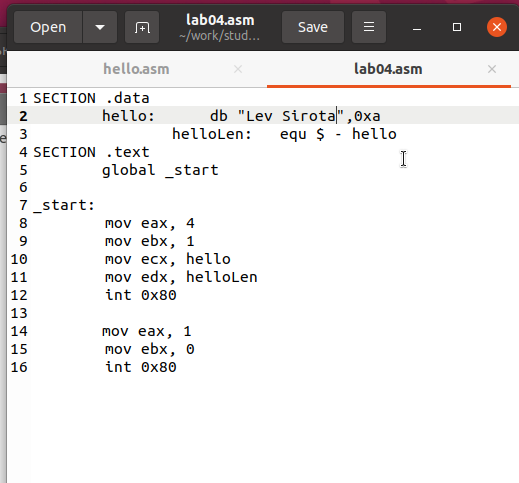 Open
lab04.asm
~/work/stud…
Save
hello.asm
lab04.asm
1 SECTION .data
2 hello: db "Lev Sirota",0xa
3 helloLen: equ $ - hello
4 SECTION .text
5 global _start
6
7 _start:
8 mov eax, 4
9 mov ebx, 1
10 mov ecx, hello
11 mov edx, helloLen
12 int 0x80
13
14 mov eax, 1
15 mov ebx, 0
16 int 0x80